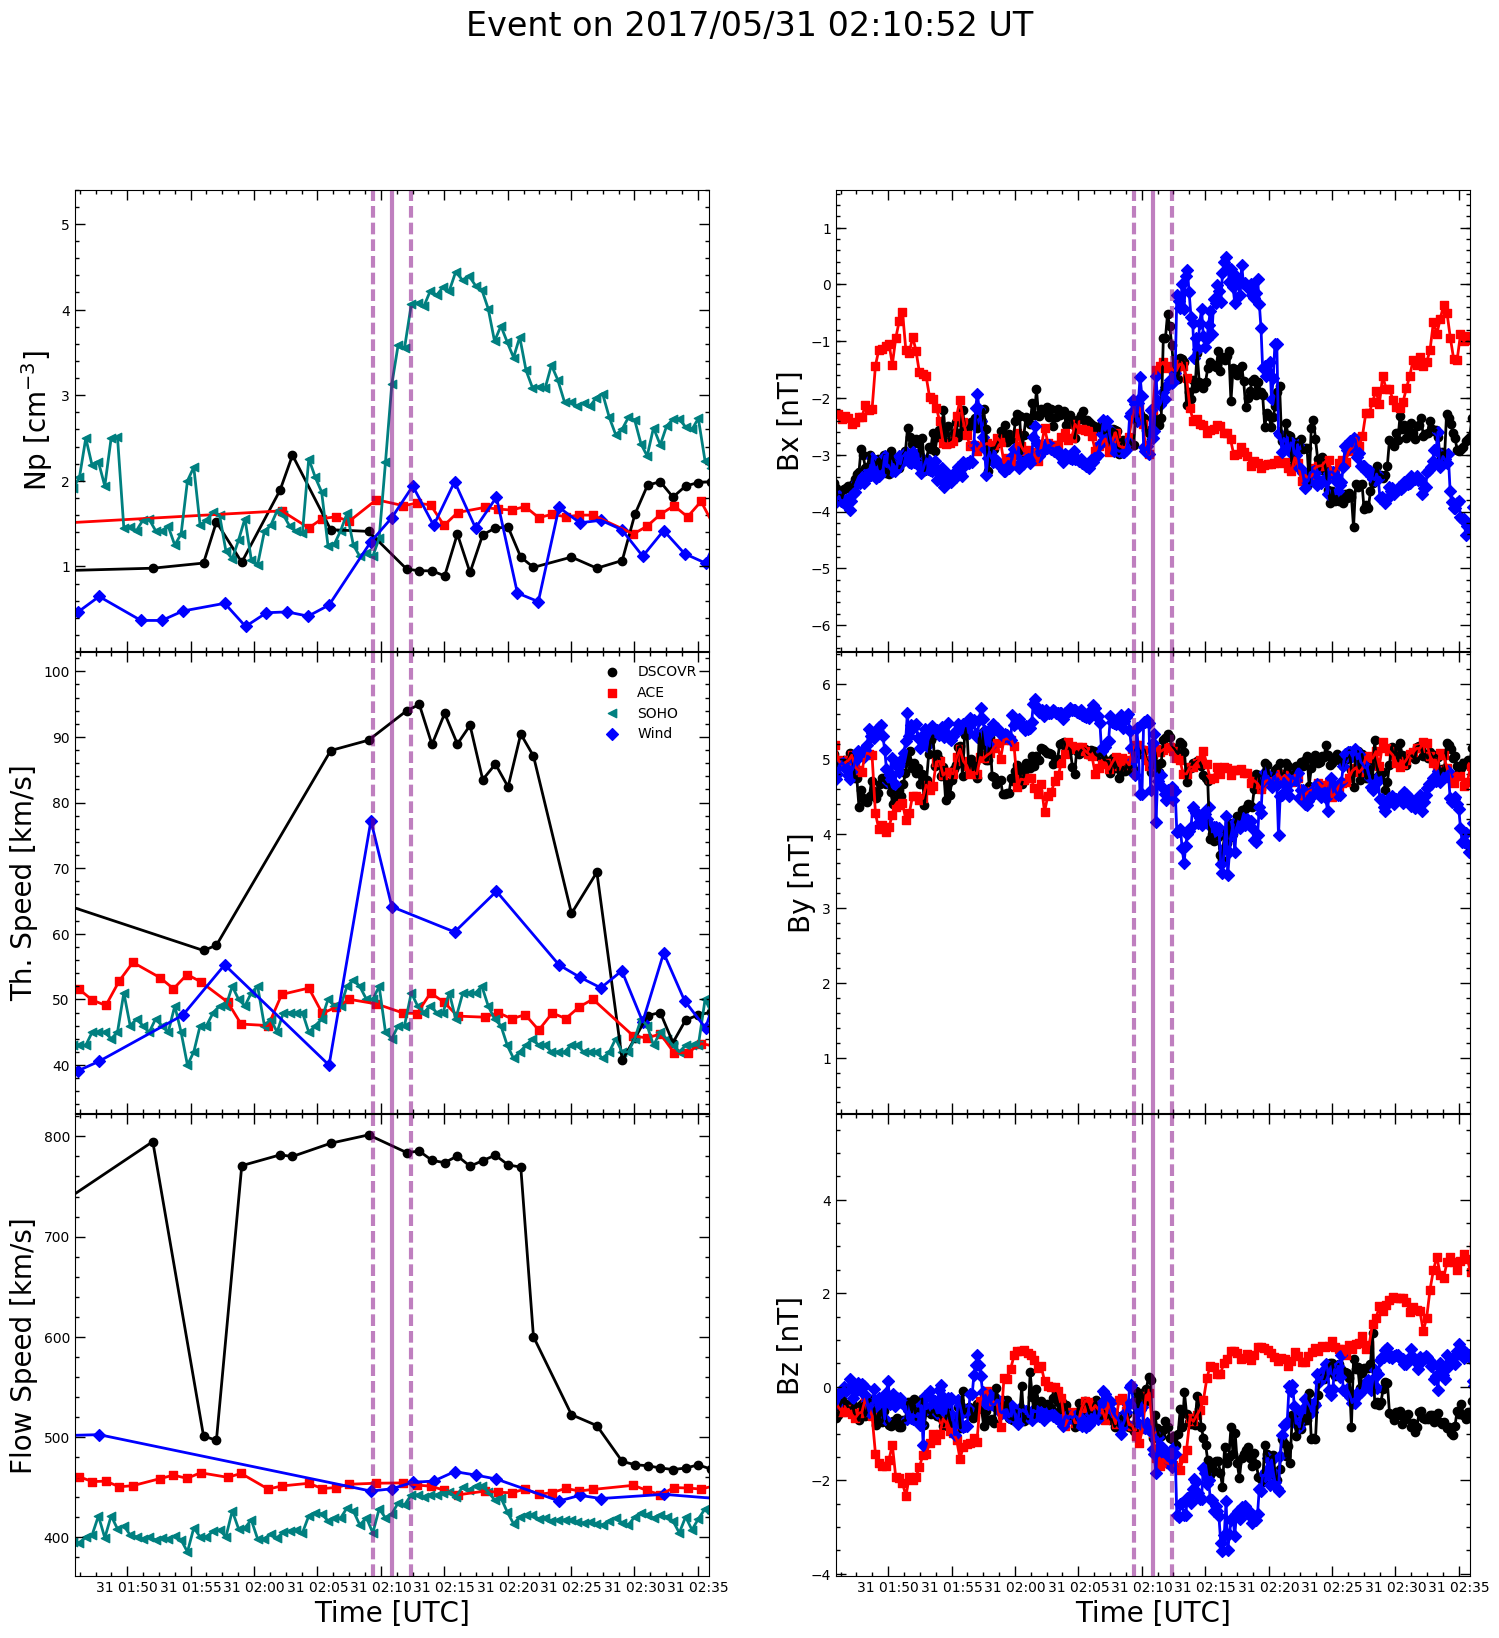 Event on 2017/05/31 02:10:52 UT
Np [cm⁻³]
5
4
3
2
1
Th. Speed [km/s]
100
90
80
70
60
50
40
DSCOVR
ACE
SOHO
Wind
Flow Speed [km/s]
800
700
600
500
400
31 01:50 31 01:55 31 02:00 31 02:05 31 02:10 31 02:15 31 02:20 31 02:25 31 02:30 31 02:35
Time [UTC]
Bx [nT]
1
0
−1
−2
−3
−4
−5
−6
By [nT]
6
5
4
3
2
1
Bz [nT]
4
2
0
−2
−4
31 01:50 31 01:55 31 02:00 31 02:05 31 02:10 31 02:15 31 02:20 31 02:25 31 02:30 31 02:35
Time [UTC]